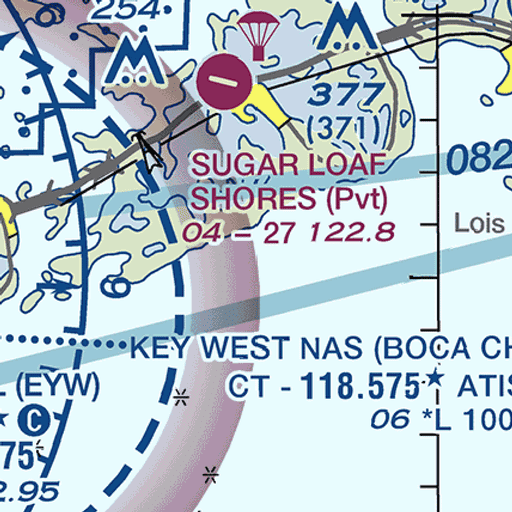 254
377
(371)
SUGAR LOAF
SHORES (Pvt)
04 – 27 122.8
082
Lois
6
KEY WEST NAS (BOCA CH
L (EYW)
CT - 118.575★ ATIS
★ C
06 *L 100
75
2.95